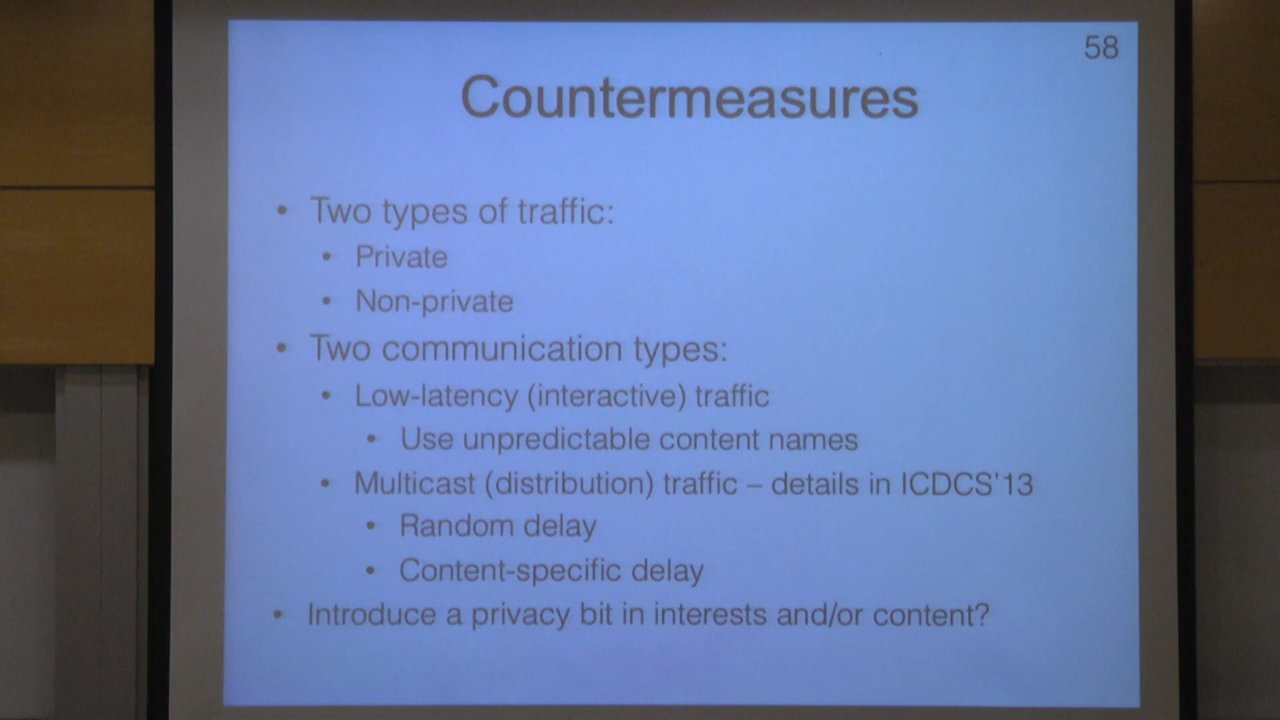 58
Countermeasures
• Two types of traffic:
• Private
• Non-private
• Two communication types:
• Low-latency (interactive) traffic
• Use unpredictable content names
• Multicast (distribution) traffic – details in ICDCS'13
• Random delay
• Content-specific delay
• Introduce a privacy bit in interests and/or content?